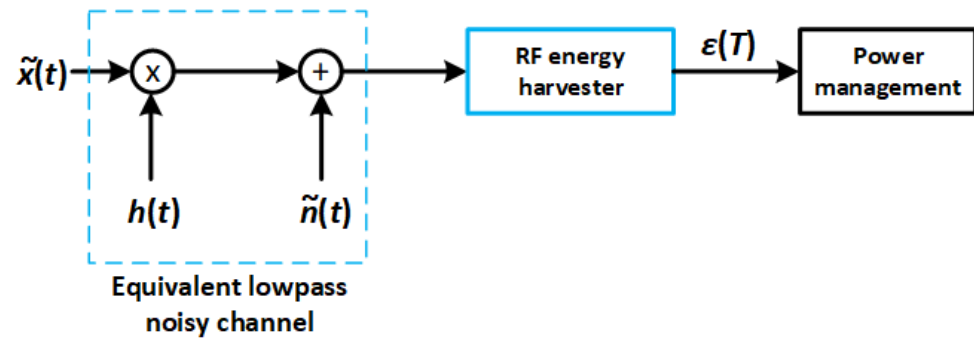 x̃(t)
x
+
h(t)
ñ(t)
Equivalent lowpass
noisy channel
RF energy
harvester
ε(T)
Power
management